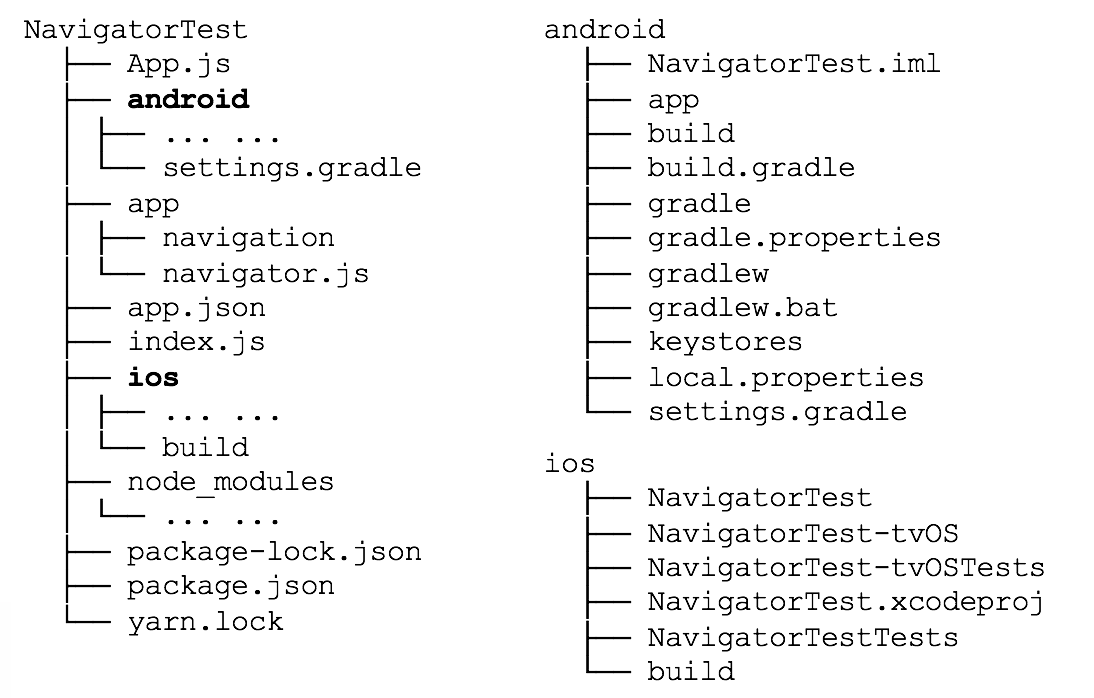 NavigatorTest
App.js
android
... ...
settings.gradle
app
navigation
navigator.js
app.json
index.js
ios
... ...
build
node_modules
... ...
package-lock.json
package.json
yarn.lock
android
NavigatorTest.iml
app
build
build.gradle
gradle
gradle.properties
gradlew
gradlew.bat
keystores
local.properties
settings.gradle
ios
NavigatorTest
NavigatorTest-tvOS
NavigatorTest-tvOSTests
NavigatorTest.xcodeproj
NavigatorTestTests
build